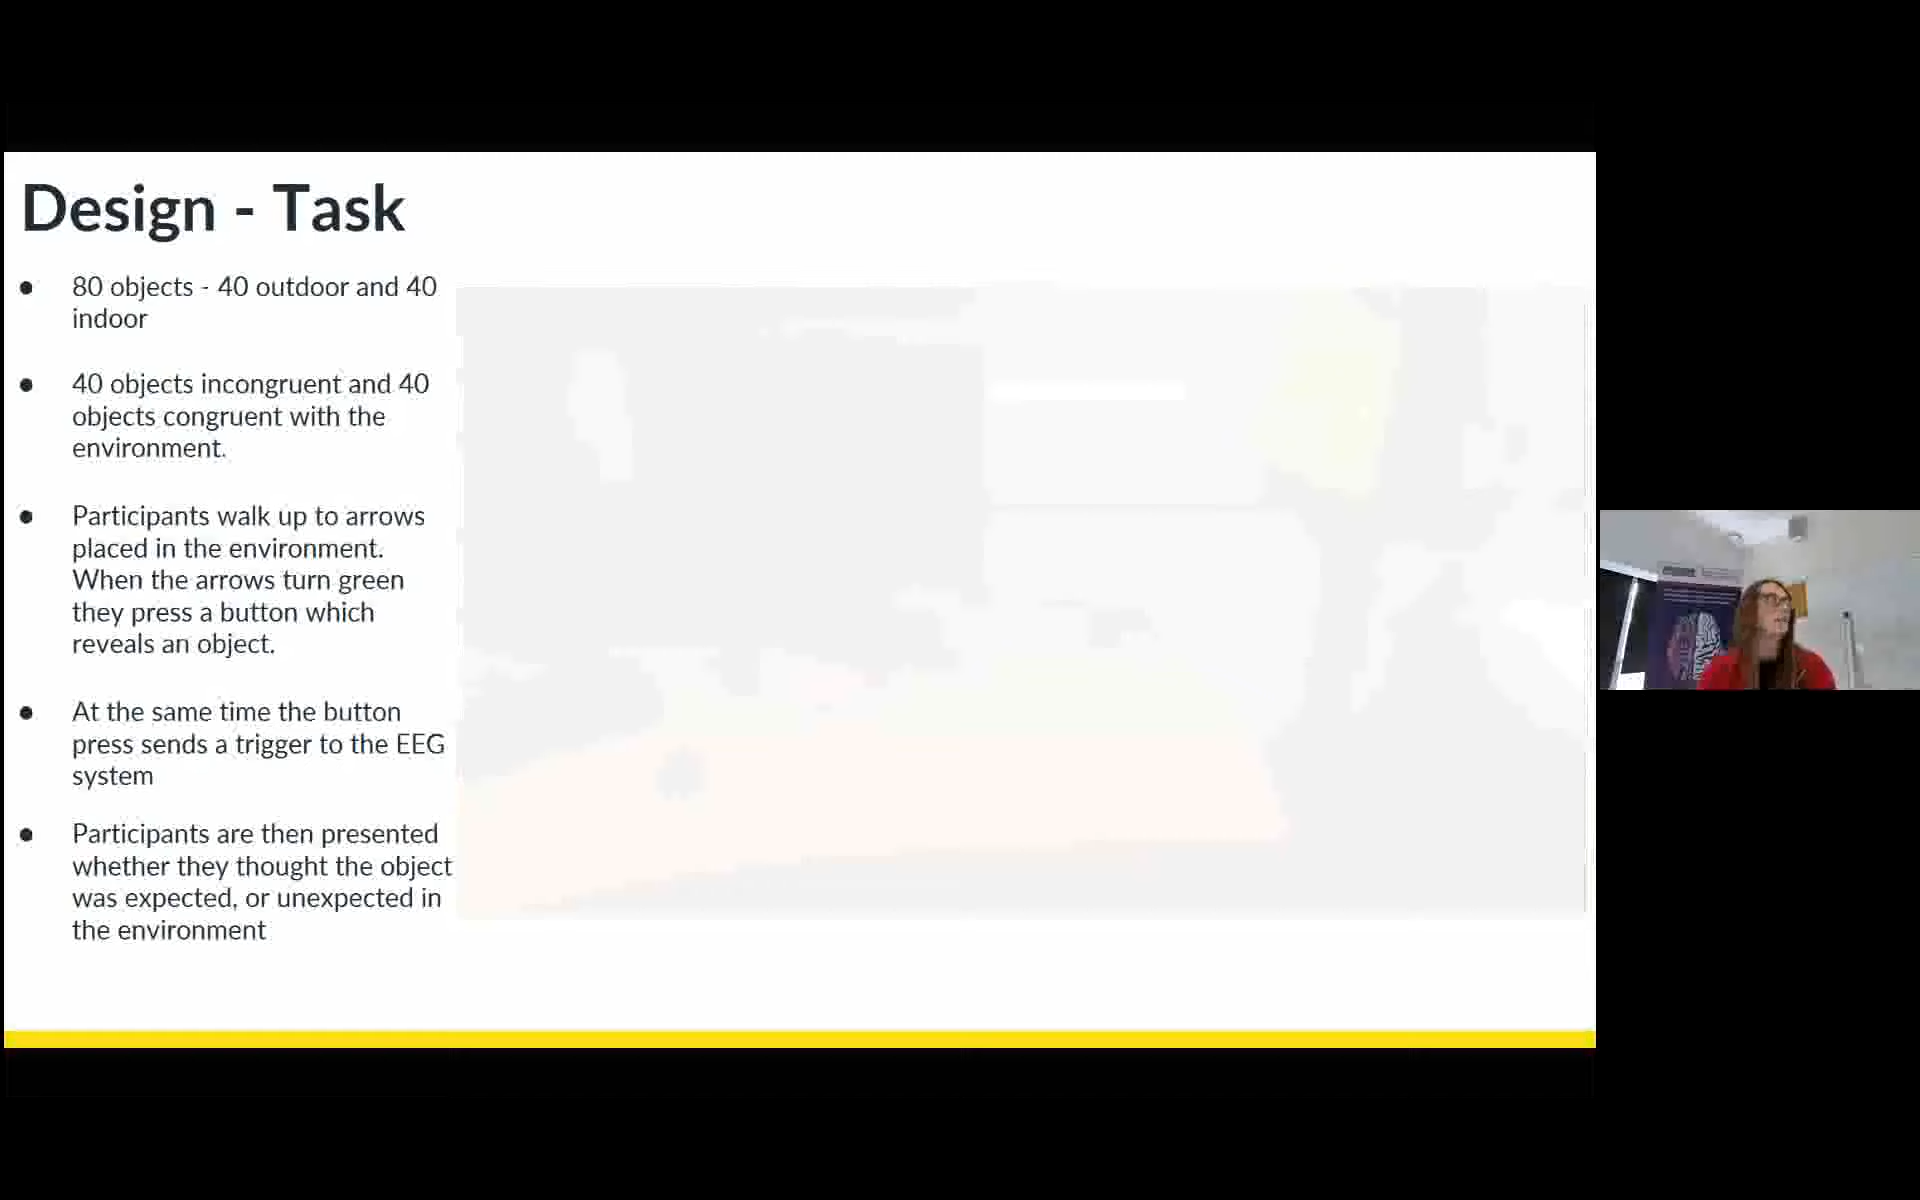 Design - Task
● 80 objects - 40 outdoor and 40
indoor
● 40 objects incongruent and 40
objects congruent with the
environment.
● Participants walk up to arrows
placed in the environment.
When the arrows turn green
they press a button which
reveals an object.
● At the same time the button
press sends a trigger to the EEG
system
● Participants are then presented
whether they thought the object
was expected, or unexpected in
the environment